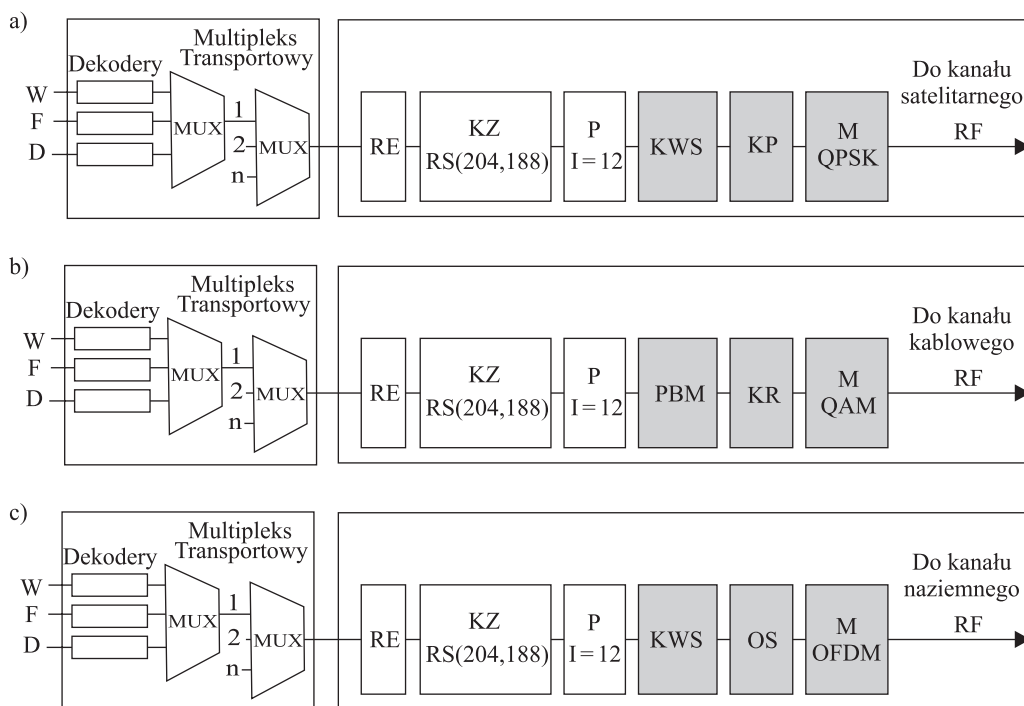 a)
Multipleks
Transportowy
Dekodery
W
F
D
MUX
1
2
n
MUX
RE
KZ
RS(204,188)
P
I = 12
KWS
KP
M
QPSK
Do kanału
satelitarnego
RF
b)
Multipleks
Transportowy
Dekodery
W
F
D
MUX
1
2
n
MUX
RE
KZ
RS(204,188)
P
I = 12
PBM
KR
M
QAM
Do kanału
kablowego
RF
c)
Multipleks
Transportowy
Dekodery
W
F
D
MUX
1
2
n
MUX
RE
KZ
RS(204,188)
P
I = 12
KWS
OS
M
OFDM
Do kanału
naziemnego
RF